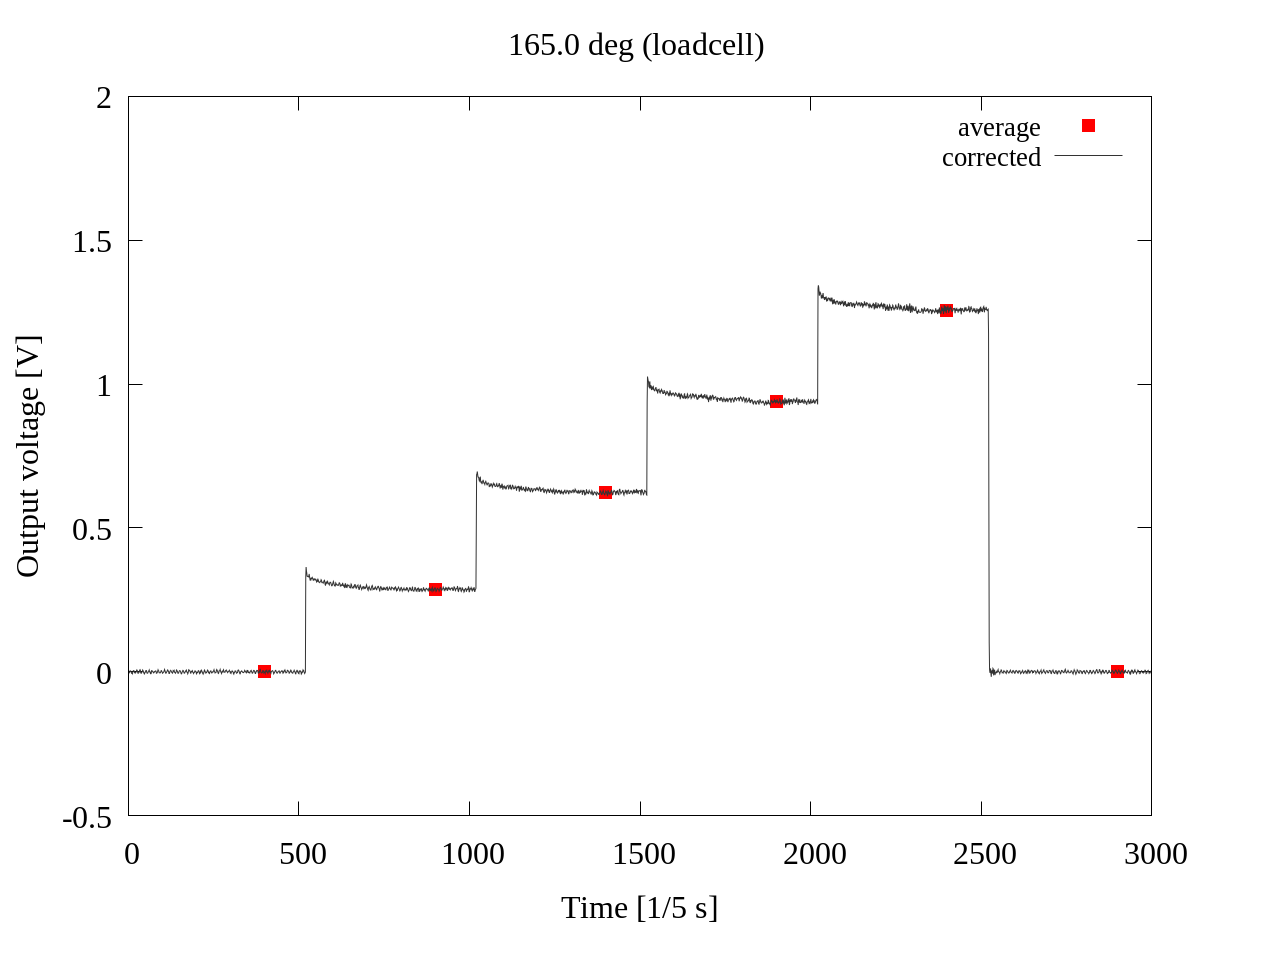 165.0 deg (loadcell)
2
1.5
1
0.5
0
-0.5
Output voltage [V]
average
corrected
0 500 1000 1500 2000 2500 3000
Time [1/5 s]